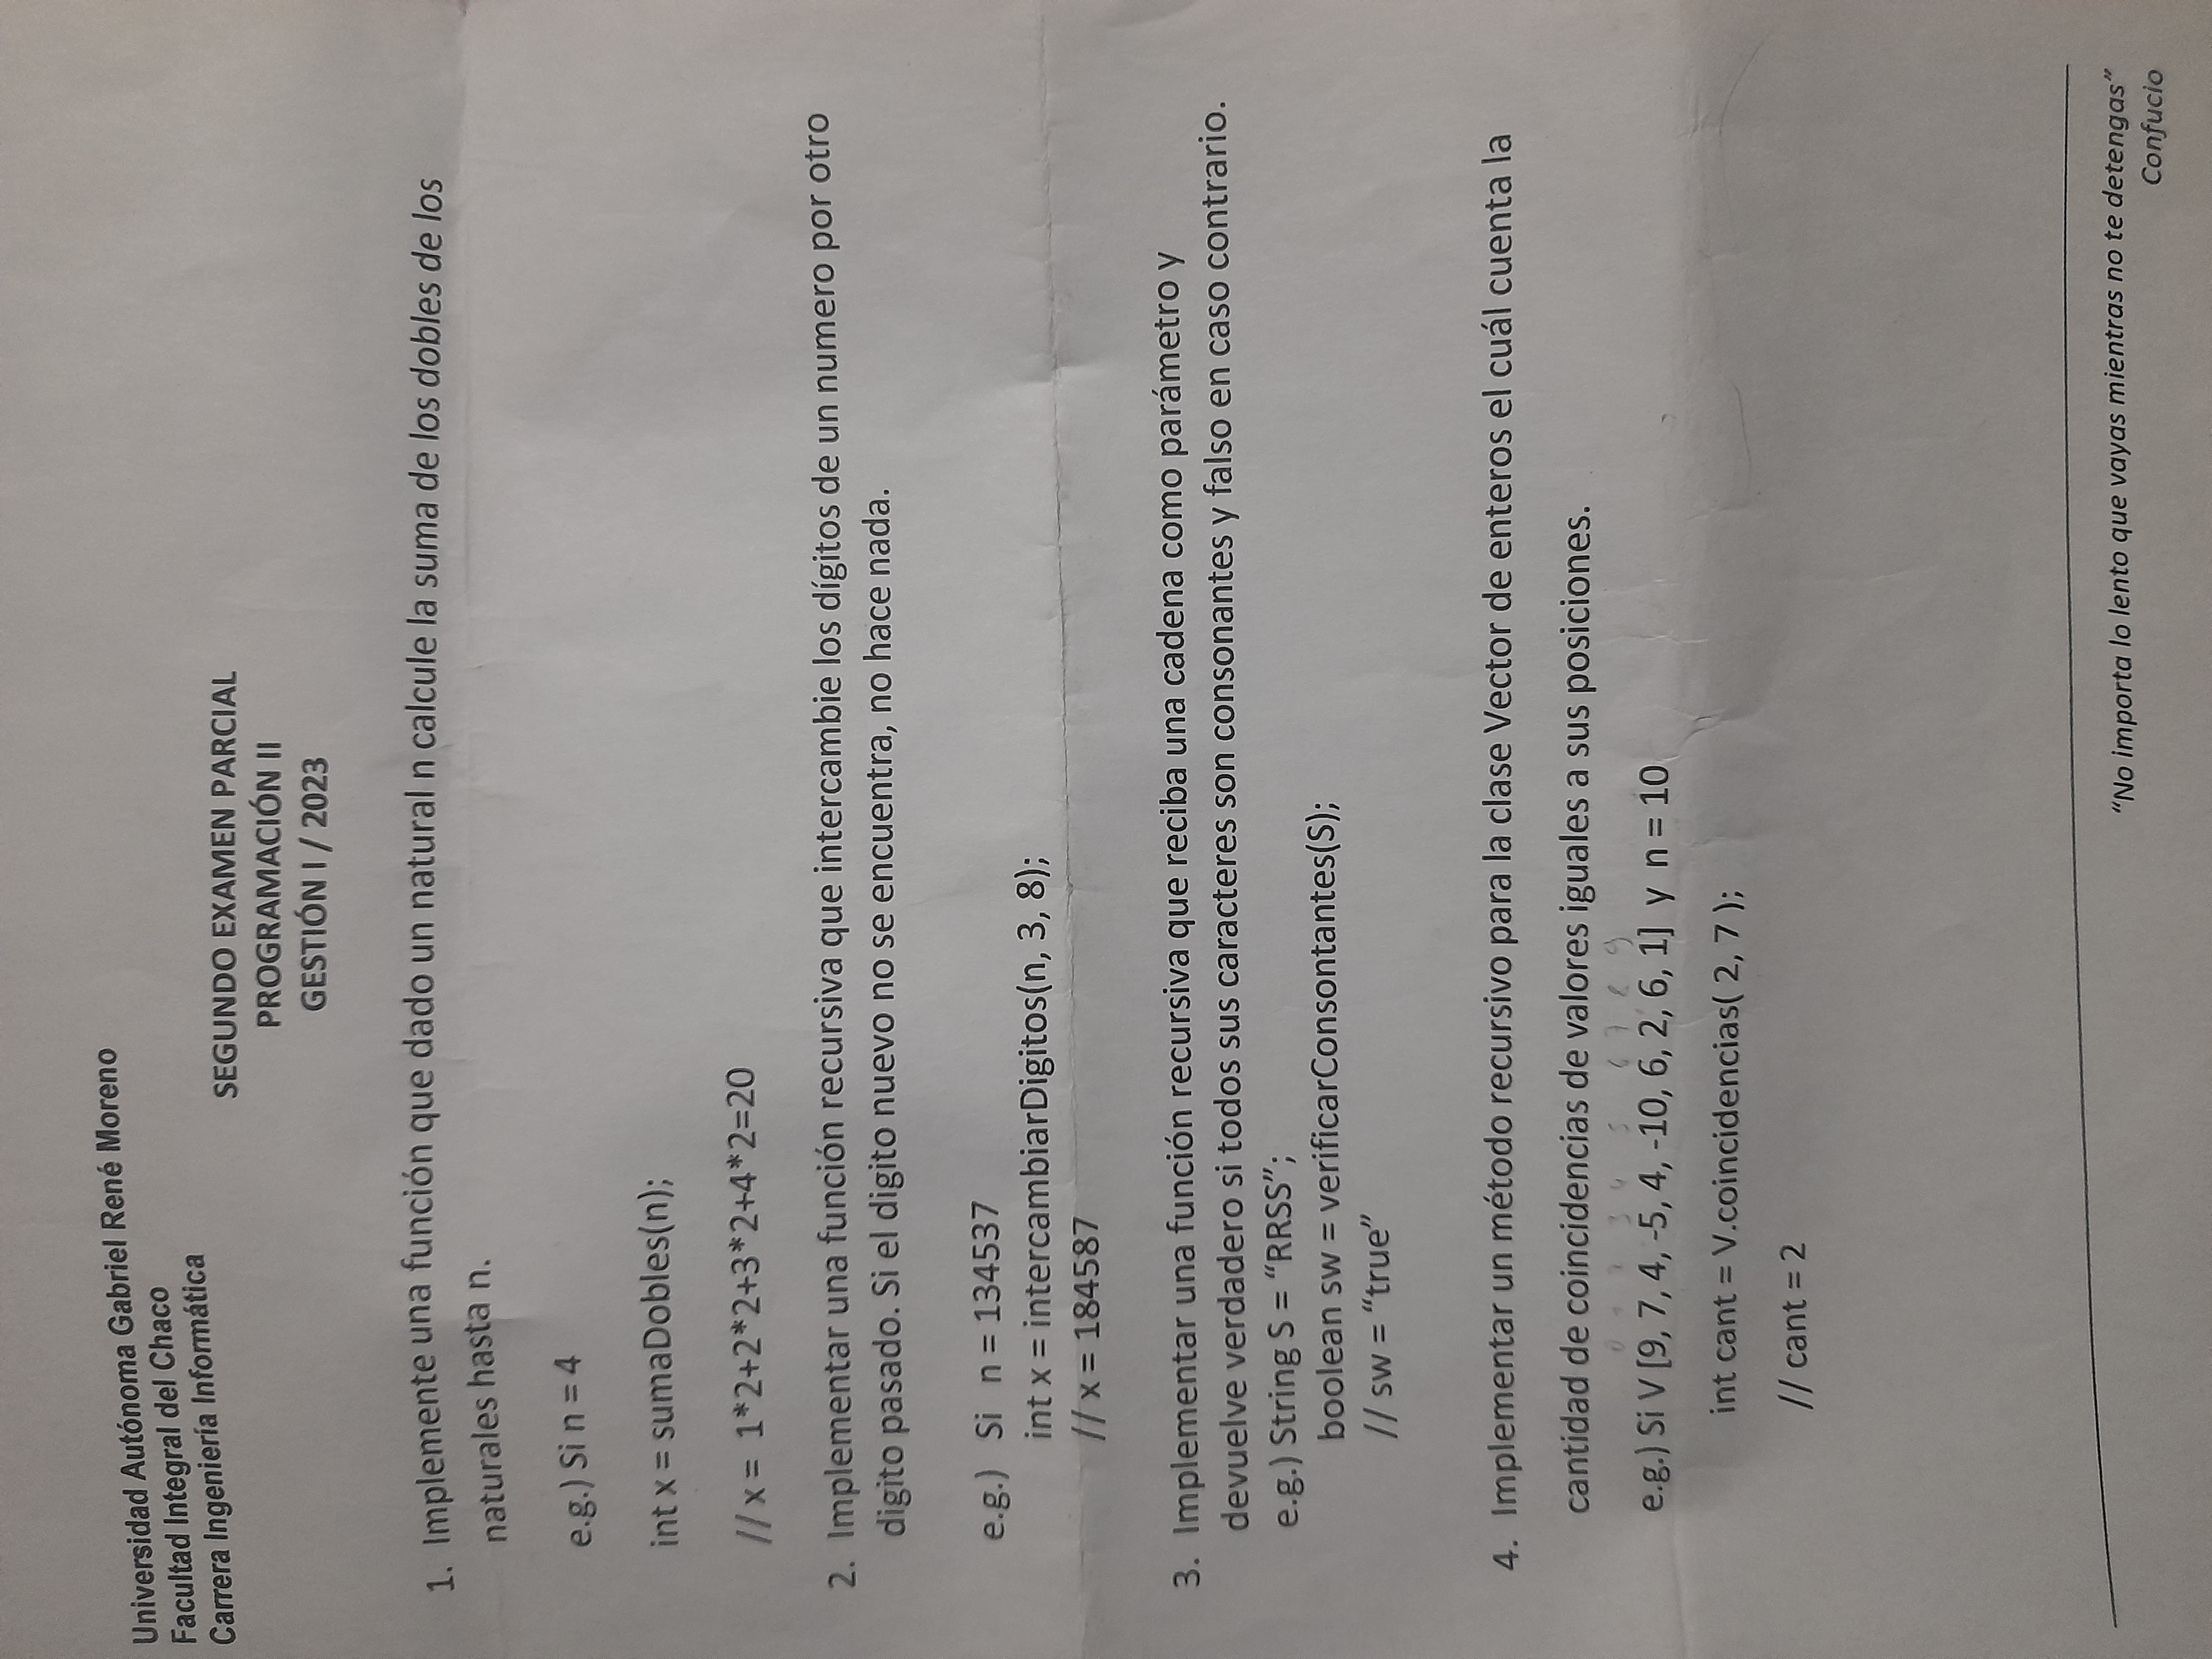 Universidad Autónoma Gabriel René Moreno
Facultad Integral del Chaco
Carrera Ingeniería Informática
SEGUNDO EXAMEN PARCIAL
PROGRAMACIÓN II
GESTIÓN I / 2023
1. Implemente una función que dado un natural n calcule la suma de los dobles de los
naturales hasta n.
e.g.) Si n = 4
int x = sumaDobles(n);
// x = 1*2+2*2+3*2+4*2=20
2. Implementar una función recursiva que intercambie los dígitos de un numero por otro
digito pasado. Si el digito nuevo no se encuentra, no hace nada.
e.g.) Si n = 134537
int x = intercambiarDigitos(n, 3, 8);
// x = 184587
3. Implementar una función recursiva que reciba una cadena como parámetro y
devuelve verdadero si todos sus caracteres son consonantes y falso en caso contrario.
e.g.) String S = “RRSS”;
boolean sw = verificarConsontantes(S);
// sw = “true”
4. Implementar un método recursivo para la clase Vector de enteros el cuál cuenta la
cantidad de coincidencias de valores iguales a sus posiciones.
0 1 2 3 4 5 6 7 8 9
e.g.) Si V [9, 7, 4, -5, 4, -10, 6, 2, 6, 1] y n = 10
int cant = V.coincidencias( 2, 7 );
// cant = 2
“No importa lo lento que vayas mientras no te detengas”
Confucio